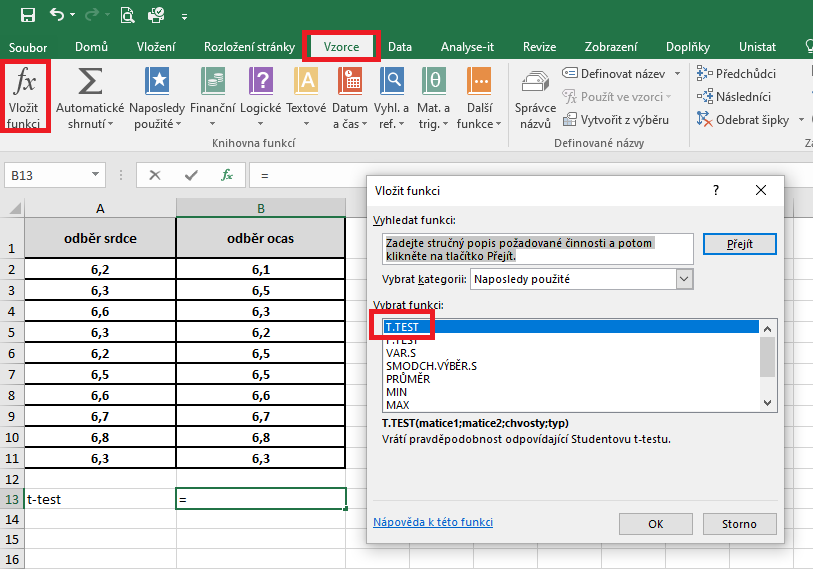 Soubor Domů Vložení Rozložení stránky Vzorce Data Analyse-it Revize Zobrazení Doplňky Unistat
Vložit funkci
Automatické shrnutí
Naposledy použité
Finanční
Logické
Textové
Datum a čas
Vyhl. a ref.
Mat. a trig.
Další funkce
Knihovna funkcí
Správce názvů
Definovat název
Použít ve vzorci
Vytvořit z výběru
Definované názvy
Předchůdci
Následníci
Odebrat šipky
B13 fx =
A B
1 odběr srdce odběr ocas
2 6,2 6,1
3 6,3 6,5
4 6,6 6,3
5 6,3 6,2
6 6,2 6,5
7 6,5 6,5
8 6,6 6,6
9 6,7 6,7
10 6,8 6,8
11 6,3 6,3
12
13 t-test =
14
15
16
Vložit funkci
Vyhledat funkci:
Zadejte stručný popis požadované činnosti a potom
klikněte na tlačítko Přejít.
Přejít
Vybrat kategorii: Naposledy použité
Vybrat funkci:
T.TEST
F.TEST
VAR.S
SMODCH.VÝBĚR.S
PRŮMĚR
MIN
MAX
T.TEST(matice1;matice2;chvosty;typ)
Vrátí pravděpodobnost odpovídající Studentovu t-testu.
Nápověda k této funkci
OK Storno